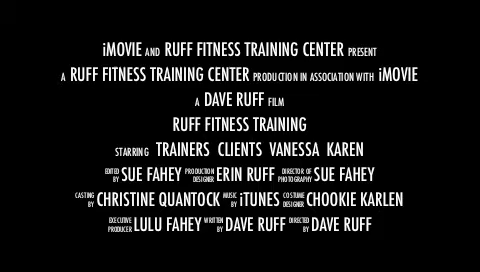 iMOVIE AND RUFF FITNESS TRAINING CENTER PRESENT
A RUFF FITNESS TRAINING CENTER PRODUCTION IN ASSOCIATION WITH iMOVIE
A DAVE RUFF FILM
RUFF FITNESS TRAINING
STARRING TRAINERS CLIENTS VANESSA KAREN
EDITED BY SUE FAHEY PRODUCTION DESIGNER ERIN RUFF DIRECTOR OF PHOTOGRAPHY SUE FAHEY
CASTING BY CHRISTINE QUANTOCK MUSIC BY iTUNES COSTUME DESIGNER CHOOKIE KARLEN
EXECUTIVE PRODUCER LULU FAHEY WRITTEN BY DAVE RUFF DIRECTED BY DAVE RUFF